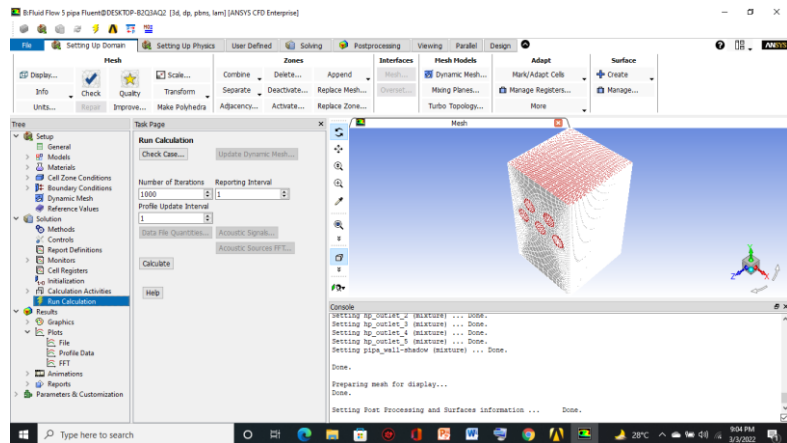 B:Fluid Flow 5 pipa Fluent@DESKTOP-B2Q3AQ2 [3d, dp, pbns, lam] [ANSYS CFD Enterprise]
File Setting Up Domain Setting Up Physics User Defined Solving Postprocessing Viewing Parallel Design ANSYS
Mesh Zones Interfaces Mesh Models Adapt Surface
Display... Scale... Combine Delete... Append Mesh... Dynamic Mesh... Mark/Adapt Cells Create
Info Check Quality Transform Separate Deactivate... Replace Mesh... Overset... Mixing Planes... Manage Registers... Manage...
Units... Repair Improve... Make Polyhedra Adjacency... Activate... Replace Zone... Turbo Topology... More
Tree
Setup
General
Models
Materials
Cell Zone Conditions
Boundary Conditions
Dynamic Mesh
Reference Values
Solution
Methods
Controls
Report Definitions
Monitors
Cell Registers
Initialization
Calculation Activities
Run Calculation
Results
Graphics
Plots
File
Profile Data
FFT
Animations
Reports
Parameters & Customization
Task Page
Run Calculation
Check Case... Update Dynamic Mesh...
Number of Iterations Reporting Interval
1000 1
Profile Update Interval
1
Data File Quantities... Acoustic Signals...
Acoustic Sources FFT...
Calculate
Help
Mesh
Y
Z X
Console
Setting hp_outlet_2 (mixture) ... Done.
Setting hp_outlet_3 (mixture) ... Done.
Setting hp_outlet_4 (mixture) ... Done.
Setting hp_outlet_5 (mixture) ... Done.
Setting pipa_wall-shadow (mixture) ... Done.
Done.
Preparing mesh for display...
Done.
Setting Post Processing and Surfaces information ... Done.
Type here to search
28°C
9:04 PM
3/3/2022